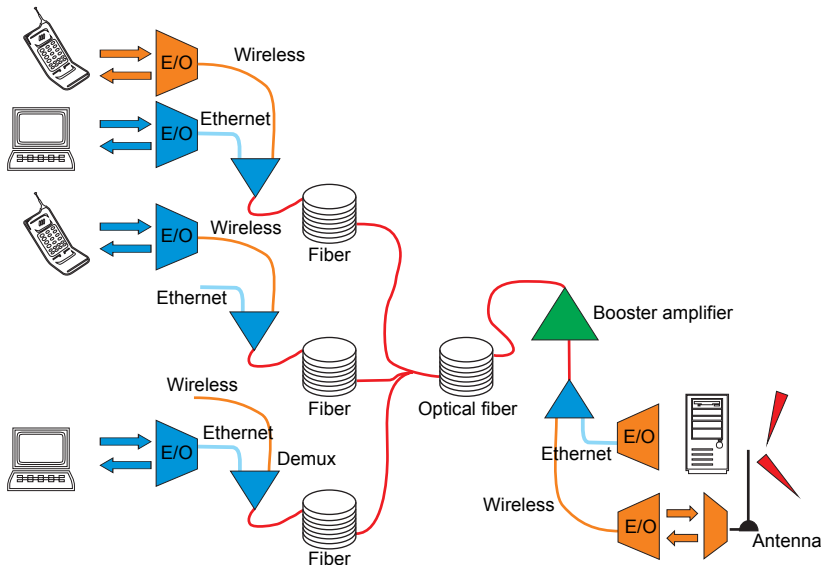 Wireless
E/O
Ethernet
E/O
Wireless
E/O
Fiber
Ethernet
Booster amplifier
Wireless
Fiber
Optical fiber
Ethernet
E/O
Demux
E/O
Ethernet
Wireless
E/O
Antenna
Fiber